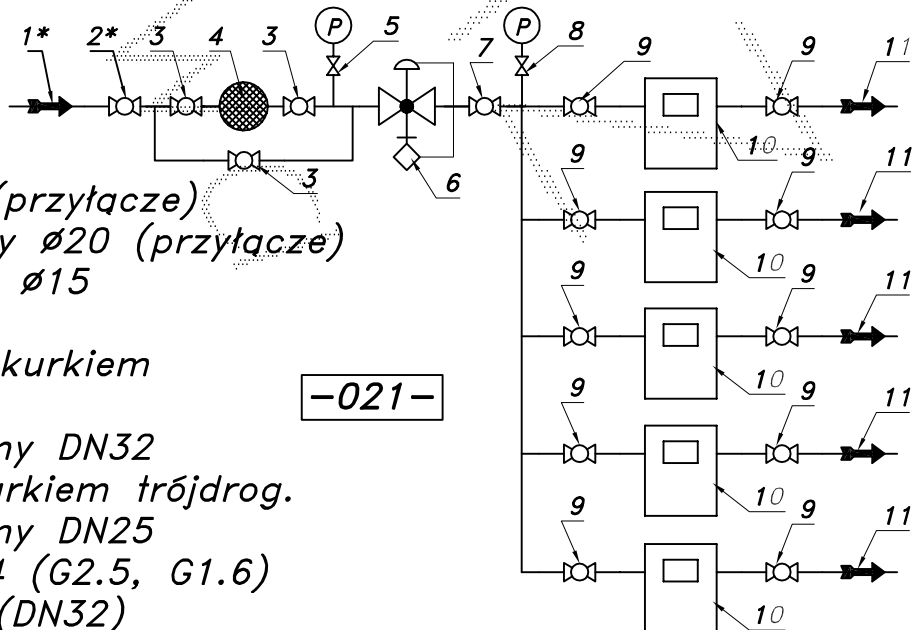 P
P
1* 2* 3 4 3 5 7 8 9 9 11
3
6
10
9 9 11
10
(przyłącze)
y ø20 (przyłącze)
ø15
kurkiem
-021-
ny DN32
urkiem trójdrog.
ny DN25
4 (G2.5, G1.6)
(DN32)
9 9 11
10
9 9 11
10
9 9 11
10